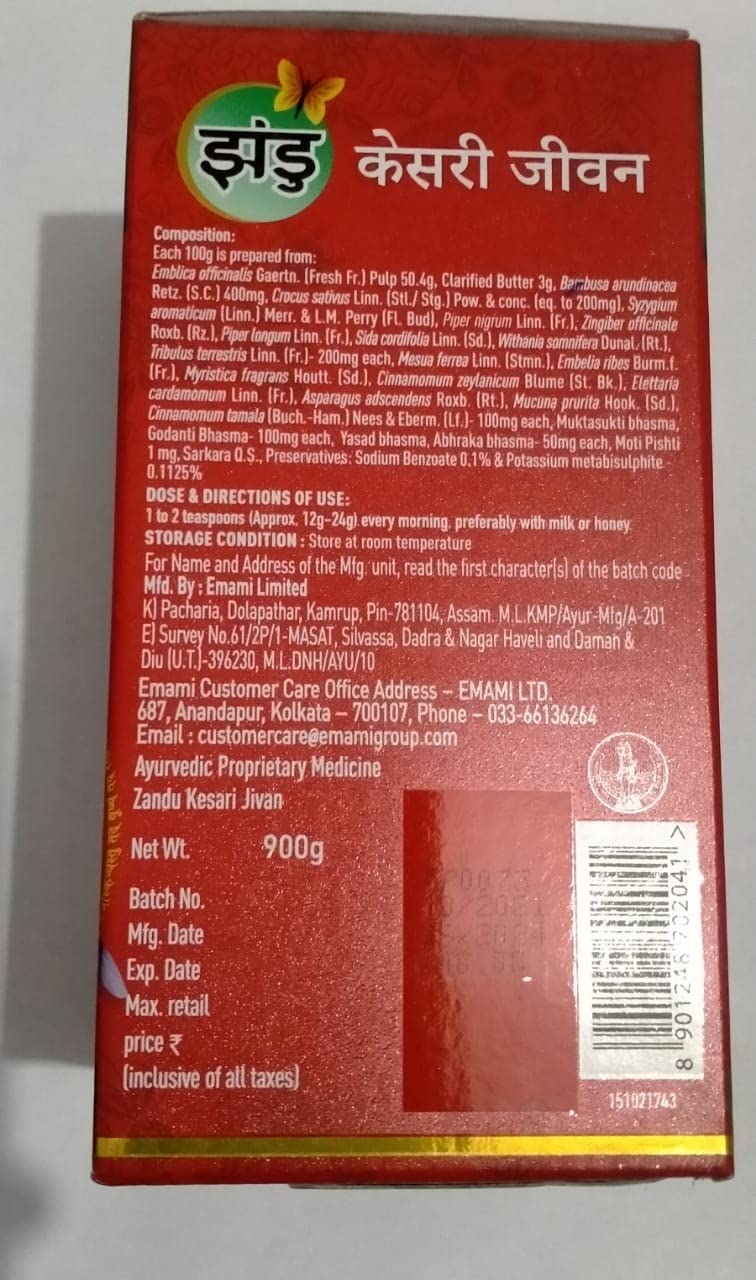 झंडु केसरी जीवन
Composition:
Each 100g is prepared from:
Emblica officinalis Gaertn. (Fresh Fr.) Pulp 50.4g, Clarified Butter 3g, Bambusa arundinacea
Retz. (S.C.) 400mg, Crocus sativus Linn. (Stl./ Stg.) Pow. & conc. (eq. to 200mg), Syzygium
aromaticum (Linn.) Merr. & L.M. Perry (Fl. Bud), Piper nigrum Linn. (Fr.), Zingiber officinale
Roxb. (Rz.), Piper longum Linn. (Fr.), Sida cordifolia Linn. (Sd.), Withania somnifera Dunal. (Rt.),
Tribulus terrestris Linn. (Fr.)- 200mg each, Mesua ferrea Linn. (Stmn.), Embelia ribes Burm.f.
(Fr.), Myristica fragrans Houtt. (Sd.), Cinnamomum zeylanicum Blume (St. Bk.), Elettaria
cardamomum Linn. (Fr.), Asparagus adscendens Roxb. (Rt.), Mucuna prurita Hook. (Sd.),
Cinnamomum tamala (Buch.-Ham.) Nees & Eberm. (Lf.)- 100mg each, Muktasukti bhasma,
Godanti Bhasma- 100mg each, Yasad bhasma, Abhraka bhasma- 50mg each, Moti Pishti
1 mg, Sarkara Q.S., Preservatives: Sodium Benzoate 0.1% & Potassium metabisulphite -
0.1125%
DOSE & DIRECTIONS OF USE:
1 to 2 teaspoons (Approx. 12g-24g) every morning, preferably with milk or honey.
STORAGE CONDITION : Store at room temperature
For Name and Address of the Mfg. unit, read the first character(s) of the batch code
Mfd. By : Emami Limited
K) Pacharia, Dolapathar, Kamrup, Pin-781104, Assam. M.L.KMP/Ayur-Mfg/A-201
E) Survey No.61/2P/1-MASAT, Silvassa, Dadra & Nagar Haveli and Daman &
Diu (U.T.)-396230, M.L.DNH/AYU/10
Emami Customer Care Office Address – EMAMI LTD.
687, Anandapur, Kolkata – 700107, Phone – 033-66136264
Email : customercare@emamigroup.com
Ayurvedic Proprietary Medicine
Zandu Kesari Jivan
Net Wt. 900g
Batch No.
Mfg. Date
Exp. Date
Max. retail
price ₹
(inclusive of all taxes)
8 901248 702041 >
151021743